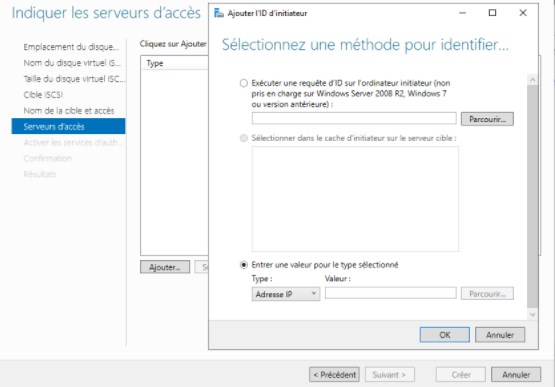 Indiquer les serveurs d'accès
Emplacement du disque...
Nom du disque virtuel iS...
Taille du disque virtuel iSC...
Cible iSCSI
Nom de la cible et accès
Serveurs d'accès
Activer les services d'auth...
Confirmation
Résultats
Cliquez sur Ajouter
Type
Ajouter...
Ajouter l'ID d'initiateur
Sélectionnez une méthode pour identifier...
Exécuter une requête d'ID sur l'ordinateur initiateur (non
pris en charge sur Windows Server 2008 R2, Windows 7
ou version antérieure) :
Parcourir...
Sélectionner dans le cache d'initiateur sur le serveur cible :
Entrer une valeur pour le type sélectionné
Type : Valeur :
Adresse IP Parcourir...
OK Annuler
< Précédent Suivant > Créer Annuler